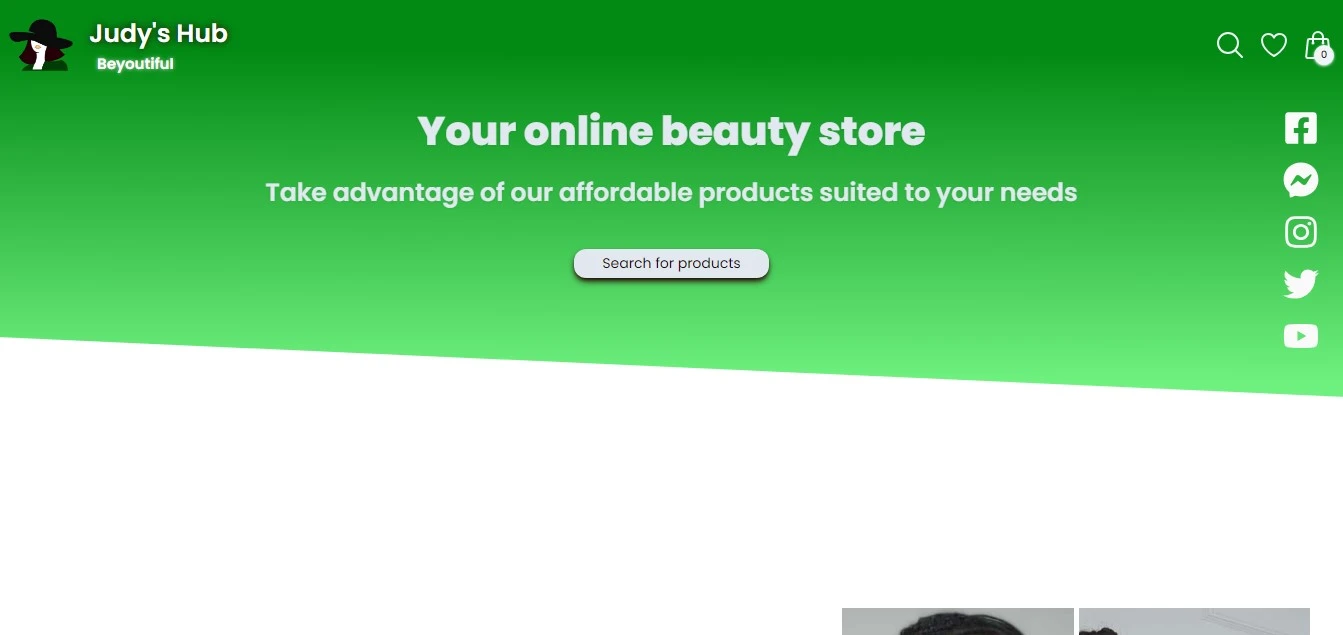 Judy's Hub
Beyoutiful
0
Your online beauty store
Take advantage of our affordable products suited to your needs
Search for products